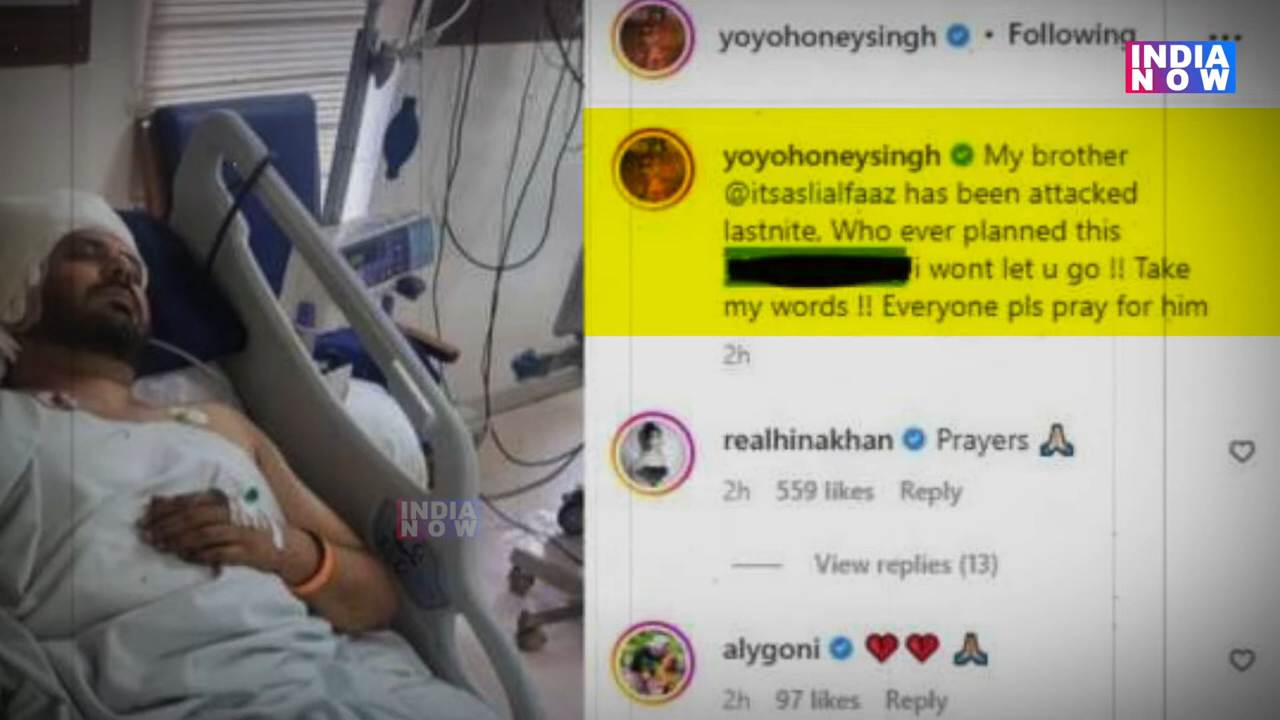 yoyohoneysingh • Following
INDIA
NOW
yoyohoneysingh My brother
@itsaslialfaaz has been attacked
lastnite. Who ever planned this
i wont let u go !! Take
my words !! Everyone pls pray for him
2h
realhinakhan Prayers 🙏🏼
2h 559 likes Reply
View replies (13)
alygoni ❤️❤️ 🙏🏼
2h 97 likes Reply
INDIA
NOW